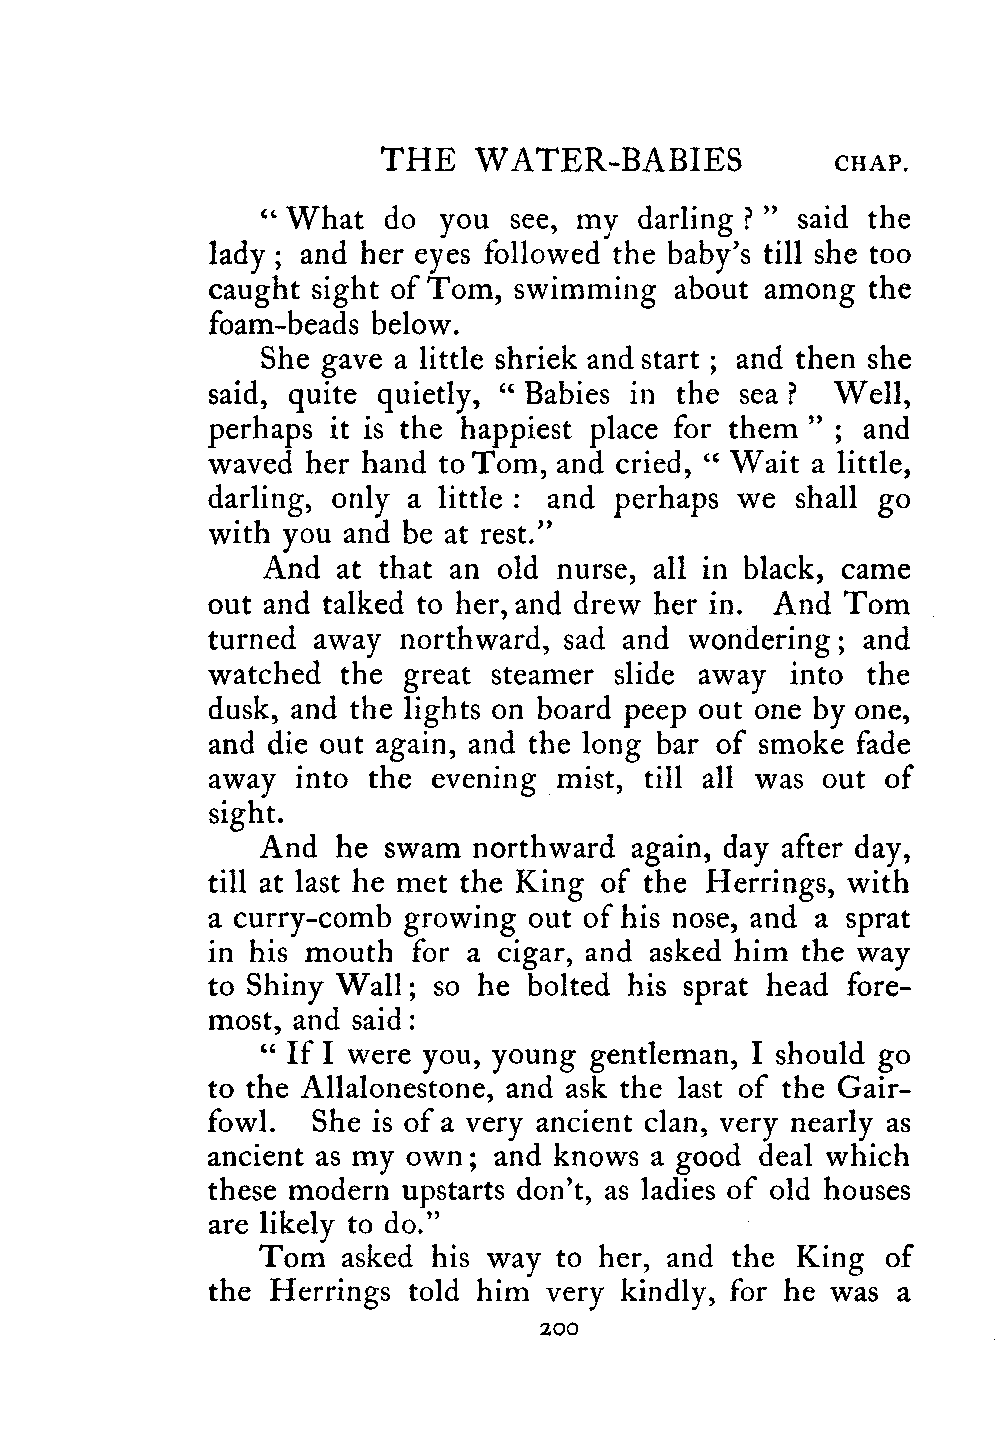 THE WATER-BABIES CHAP.
“ What do you see, my darling ? ” said the
lady ; and her eyes followed the baby’s till she too
caught sight of Tom, swimming about among the
foam-beads below.
She gave a little shriek and start ; and then she
said, quite quietly, “ Babies in the sea ? Well,
perhaps it is the happiest place for them ” ; and
waved her hand to Tom, and cried, “ Wait a little,
darling, only a little : and perhaps we shall go
with you and be at rest.”
And at that an old nurse, all in black, came
out and talked to her, and drew her in. And Tom
turned away northward, sad and wondering ; and
watched the great steamer slide away into the
dusk, and the lights on board peep out one by one,
and die out again, and the long bar of smoke fade
away into the evening mist, till all was out of
sight.
And he swam northward again, day after day,
till at last he met the King of the Herrings, with
a curry-comb growing out of his nose, and a sprat
in his mouth for a cigar, and asked him the way
to Shiny Wall ; so he bolted his sprat head fore-
most, and said :
“ If I were you, young gentleman, I should go
to the Allalonestone, and ask the last of the Gair-
fowl. She is of a very ancient clan, very nearly as
ancient as my own ; and knows a good deal which
these modern upstarts don’t, as ladies of old houses
are likely to do.”
Tom asked his way to her, and the King of
the Herrings told him very kindly, for he was a
200